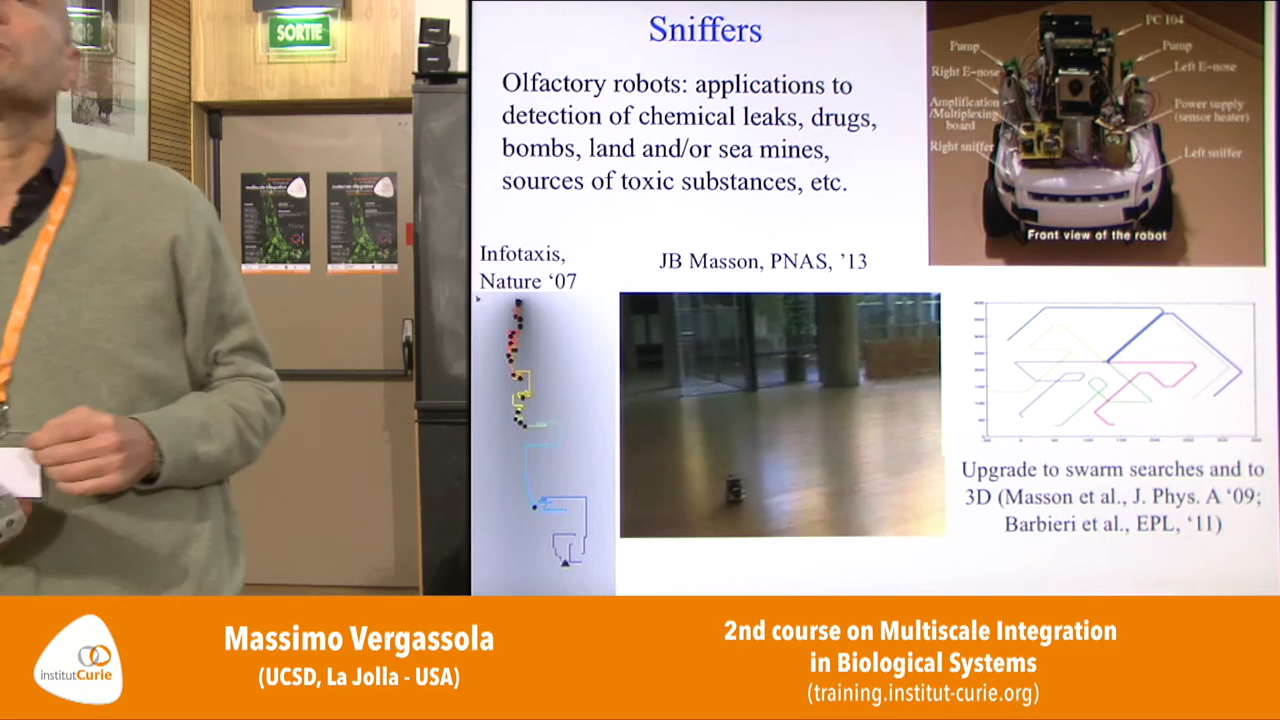 SORTIE
Sniffers
Olfactory robots: applications to
detection of chemical leaks, drugs,
bombs, land and/or sea mines,
sources of toxic substances, etc.
PC 104
Pump
Pump
Right E-nose
Left E-nose
Amplification
/Multiplexing
board
Power supply
(sensor heater)
Right sniffer
Left sniffer
Front view of the robot
Infotaxis,
Nature ‘07
JB Masson, PNAS, ’13
Upgrade to swarm searches and to
3D (Masson et al., J. Phys. A ‘09;
Barbieri et al., EPL, ‘11)
institutCurie
Massimo Vergassola
(UCSD, La Jolla - USA)
2nd course on Multiscale Integration
in Biological Systems
(training.institut-curie.org)